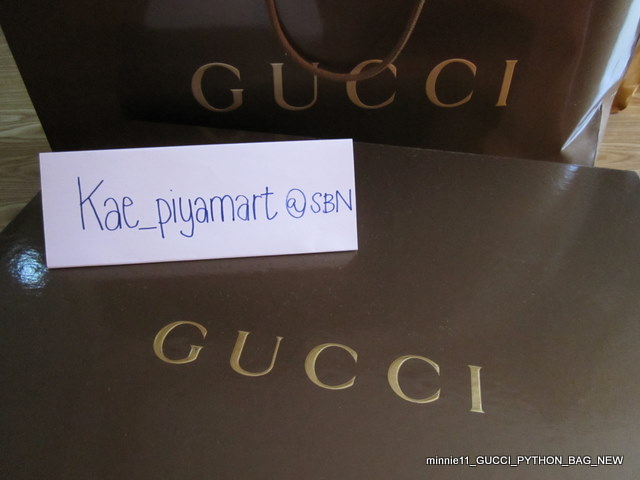 GUCCI
Kae_piyamart @SBN
GUCCI
minnie11_GUCCI_PYTHON_BAG_NEW